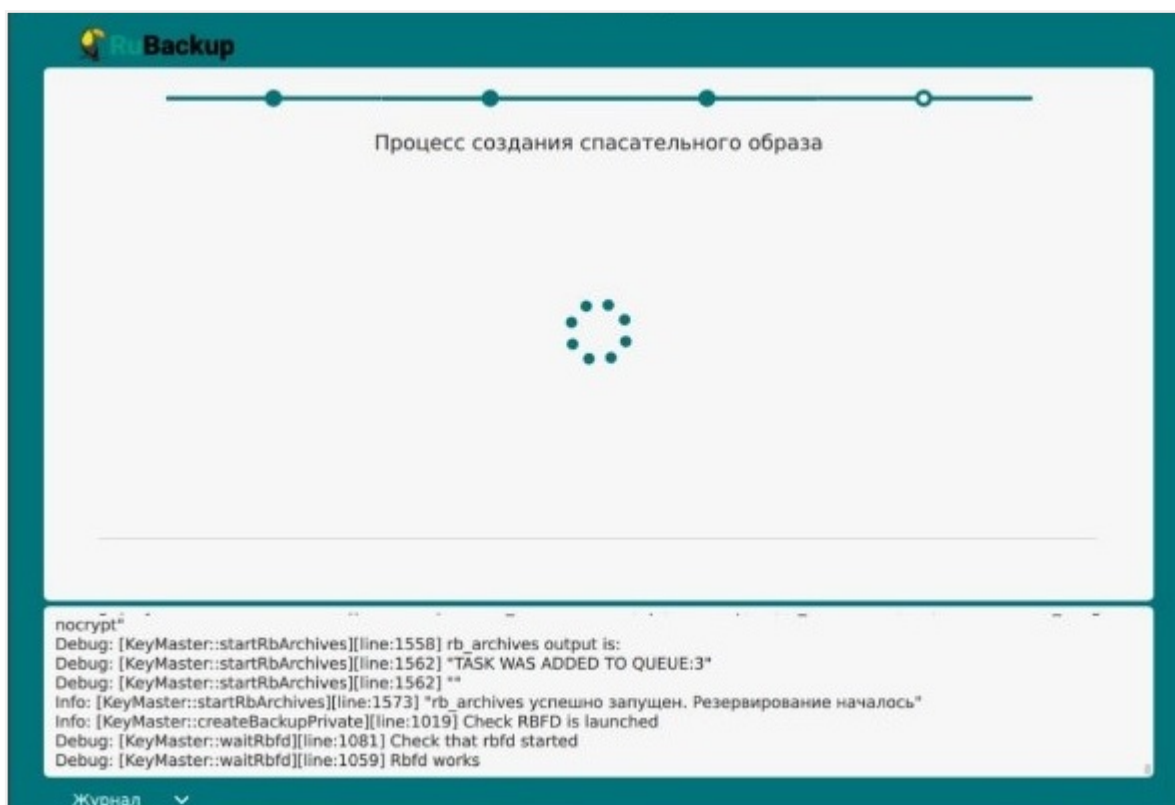 RuBackup
Процесс создания спасательного образа
nocrypt"
Debug: [KeyMaster::startRbArchives][line:1558] rb_archives output is:
Debug: [KeyMaster::startRbArchives][line:1562] "TASK WAS ADDED TO QUEUE:3"
Debug: [KeyMaster::startRbArchives][line:1562] ""
Info: [KeyMaster::startRbArchives][line:1573] "rb_archives успешно запущен. Резервирование началось"
Info: [KeyMaster::createBackupPrivate][line:1019] Check RBFD is launched
Debug: [KeyMaster::waitRbfd][line:1081] Check that rbfd started
Debug: [KeyMaster::waitRbfd][line:1059] Rbfd works
Журнал